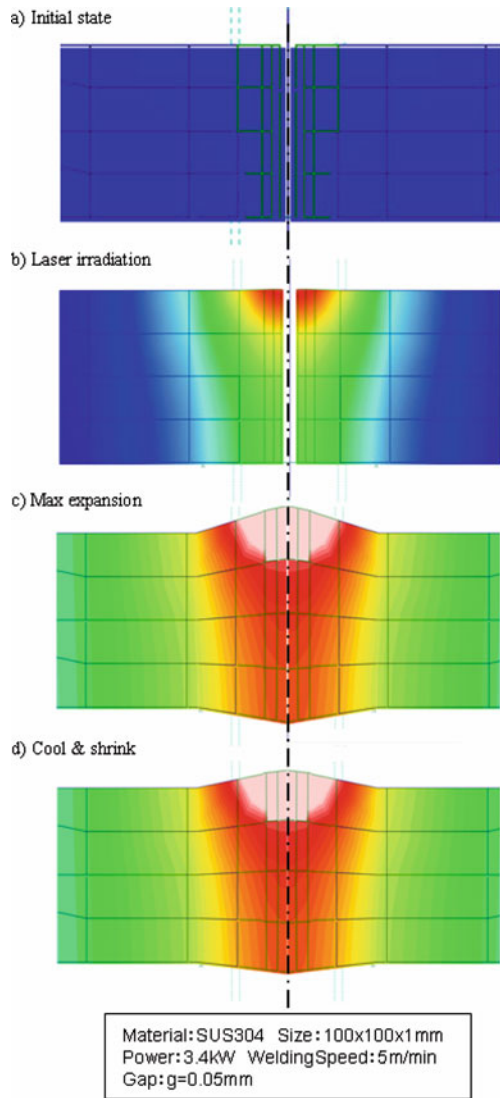 a) Initial state
b) Laser irradiation
c) Max expansion
d) Cool & shrink
Material:SUS304 Size:100x100x1mm
Power:3.4kW WeldingSpeed:5m/min
Gap:g=0.05mm